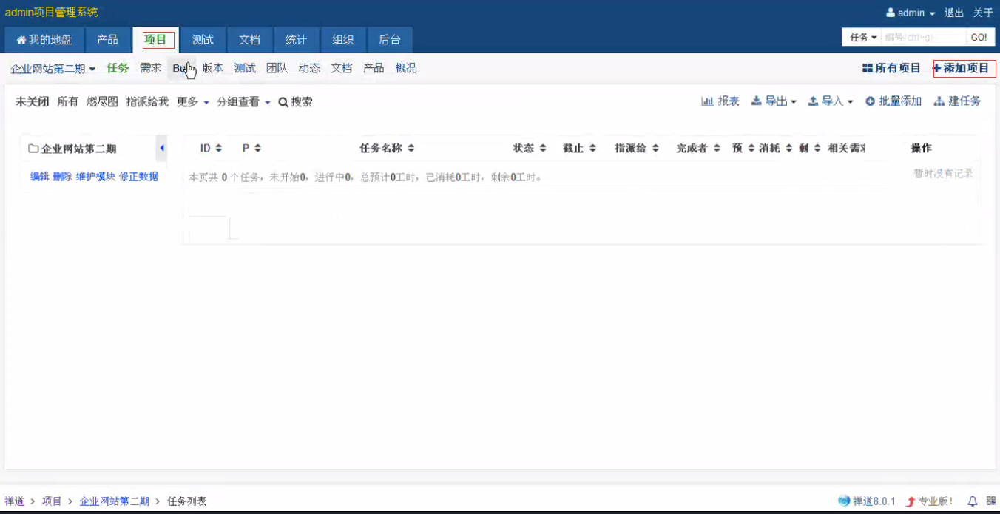 admin项目管理系统 admin 退出 关于
我的地盘 产品 项目 测试 文档 统计 组织 后台 任务 编号(ctrl+g) GO!
企业网站第二期 任务 需求 Bu 版本 测试 团队 动态 文档 产品 概况 所有项目 +添加项目
未关闭 所有 燃尽图 指派给我 更多 分组查看 搜索 报表 导出 导入 批量添加 建任务
企业网站第二期 ID P 任务名称 状态 截止 指派给 完成者 预 消耗 剩 相关需求 操作
编辑 删除 维护模块 修正数据 本页共 0 个任务，未开始0，进行中0，总预计0工时，已消耗0工时，剩余0工时。 暂时没有记录
禅道 > 项目 > 企业网站第二期 > 任务列表 禅道8.0.1 专业版！